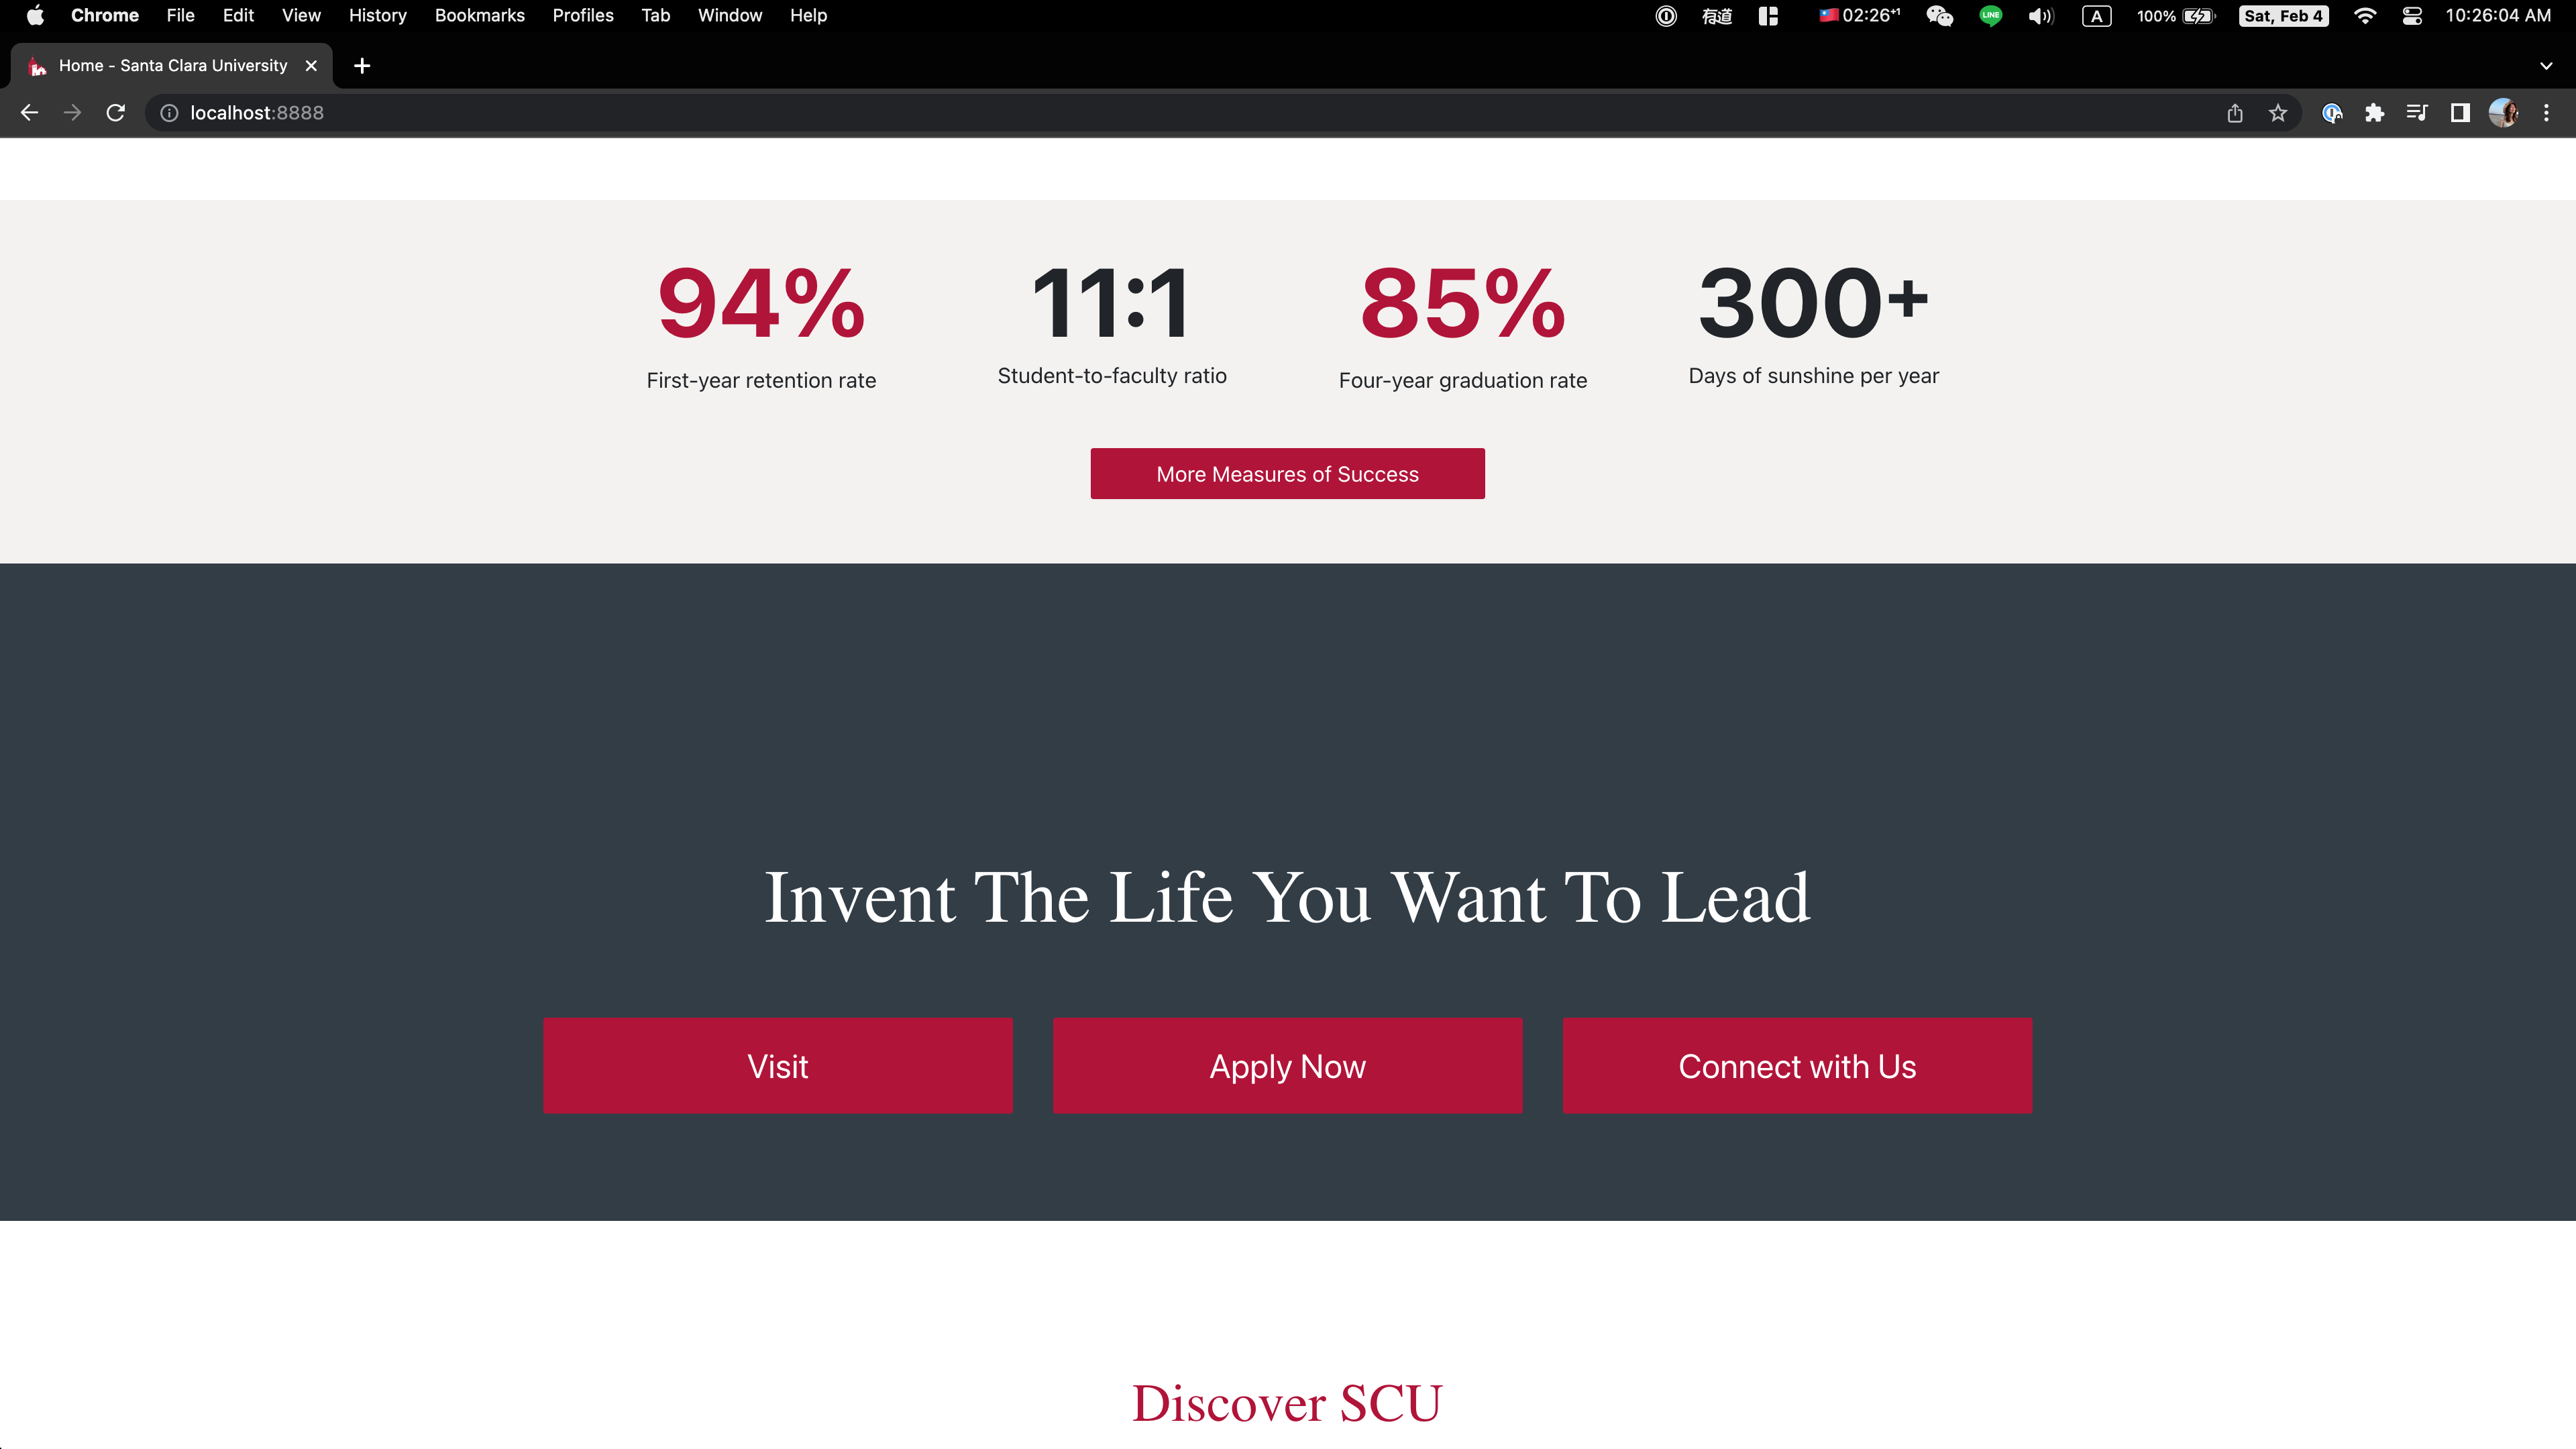 Chrome File Edit View History Bookmarks Profiles Tab Window Help 有道 🇹🇼 02:26⁺¹ LINE A 100% Sat, Feb 4 10:26:04 AM
Home - Santa Clara University
localhost:8888
94% 11:1 85% 300+
First-year retention rate Student-to-faculty ratio Four-year graduation rate Days of sunshine per year
More Measures of Success
Invent The Life You Want To Lead
Visit Apply Now Connect with Us
Discover SCU